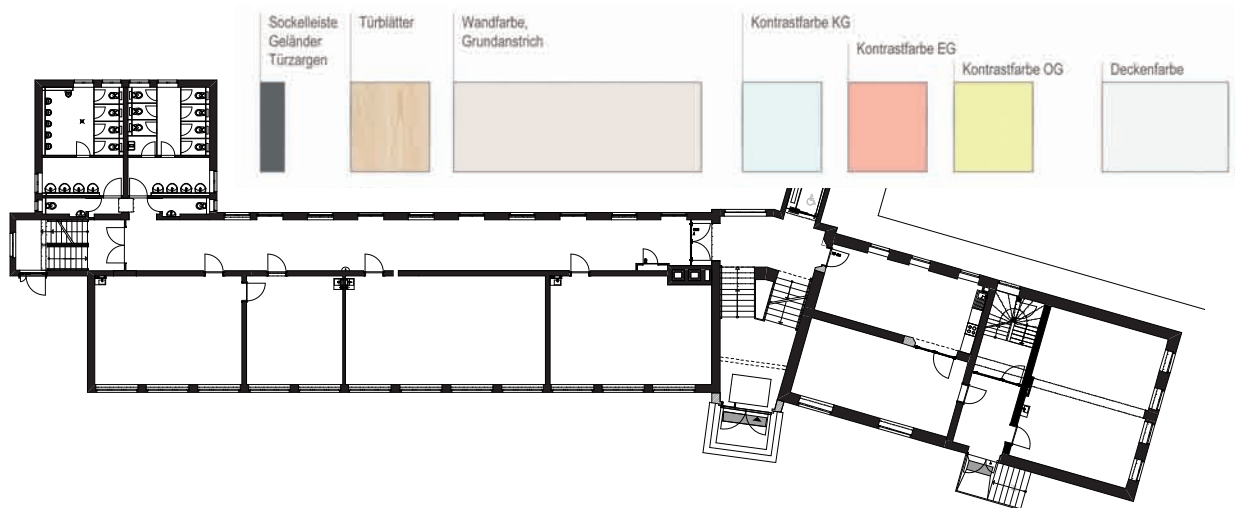 Sockelleiste
Geländer
Türzargen
Türblätter
Wandfarbe,
Grundanstrich
Kontrastfarbe KG
Kontrastfarbe EG
Kontrastfarbe OG
Deckenfarbe